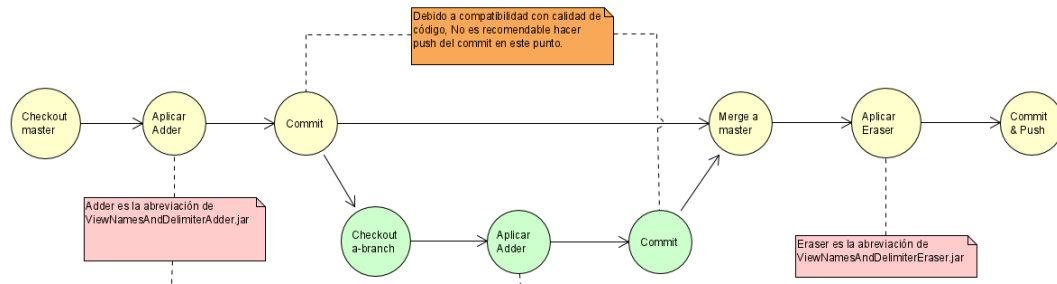 Debido a compatibilidad con calidad de
código, No es recomendable hacer
push del commit en este punto.
Checkout
master
Aplicar
Adder
Commit
Merge a
master
Aplicar
Eraser
Commit
& Push
Adder es la abreviación de
ViewNamesAndDelimiterAdder.jar
Checkout
a-branch
Aplicar
Adder
Commit
Eraser es la abreviación de
ViewNamesAndDelimiterEraser.jar